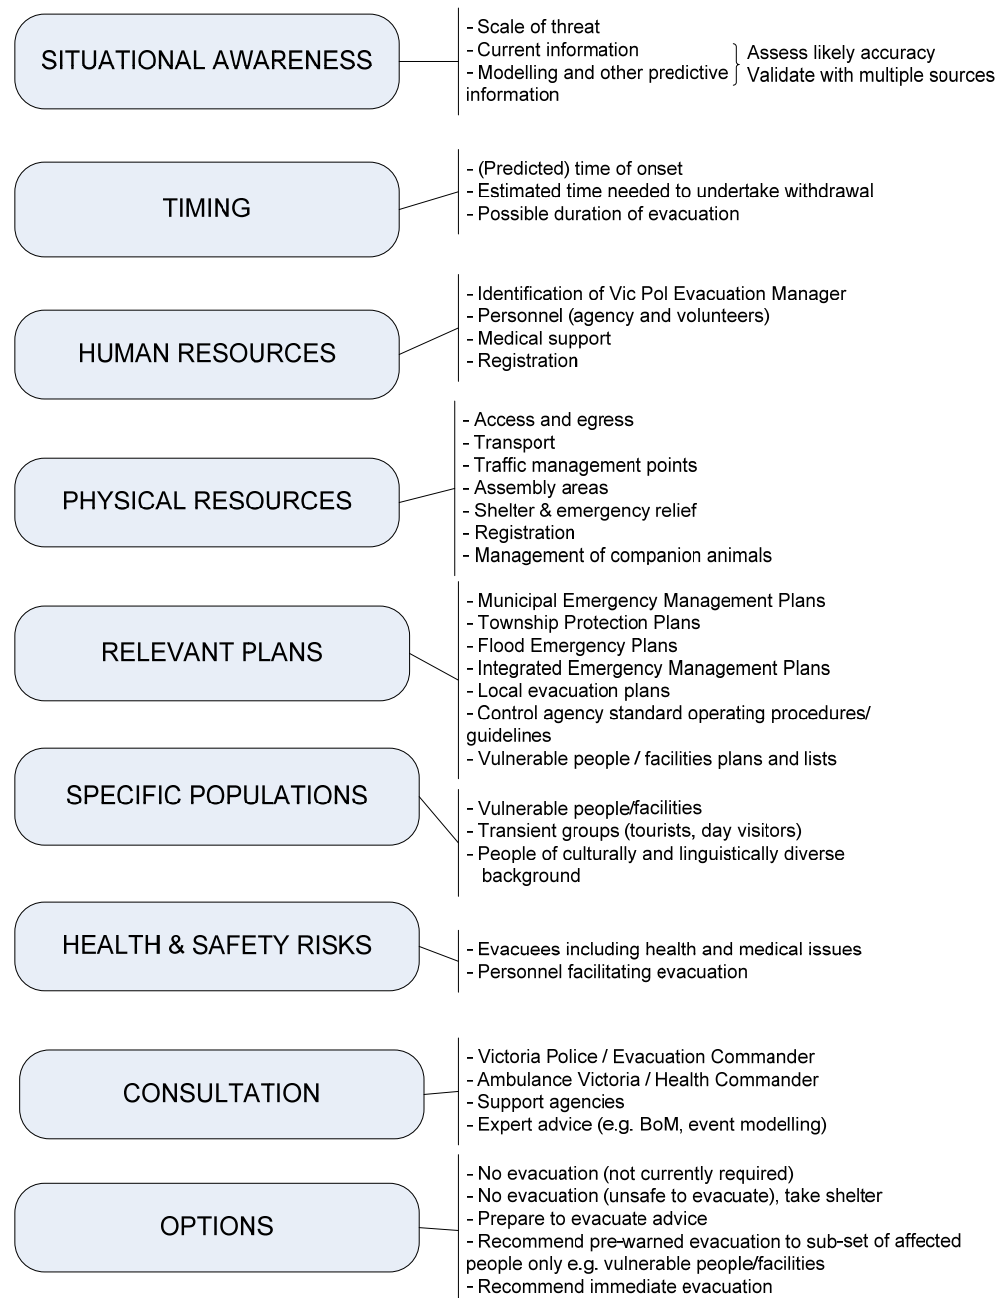 SITUATIONAL AWARENESS
- Scale of threat
- Current information
- Modelling and other predictive
information
Assess likely accuracy
Validate with multiple sources
TIMING
- (Predicted) time of onset
- Estimated time needed to undertake withdrawal
- Possible duration of evacuation
HUMAN RESOURCES
- Identification of Vic Pol Evacuation Manager
- Personnel (agency and volunteers)
- Medical support
- Registration
PHYSICAL RESOURCES
- Access and egress
- Transport
- Traffic management points
- Assembly areas
- Shelter & emergency relief
- Registration
- Management of companion animals
RELEVANT PLANS
- Municipal Emergency Management Plans
- Township Protection Plans
- Flood Emergency Plans
- Integrated Emergency Management Plans
- Local evacuation plans
- Control agency standard operating procedures/
guidelines
- Vulnerable people / facilities plans and lists
SPECIFIC POPULATIONS
- Vulnerable people/facilities
- Transient groups (tourists, day visitors)
- People of culturally and linguistically diverse
background
HEALTH & SAFETY RISKS
- Evacuees including health and medical issues
- Personnel facilitating evacuation
CONSULTATION
- Victoria Police / Evacuation Commander
- Ambulance Victoria / Health Commander
- Support agencies
- Expert advice (e.g. BoM, event modelling)
OPTIONS
- No evacuation (not currently required)
- No evacuation (unsafe to evacuate), take shelter
- Prepare to evacuate advice
- Recommend pre-warned evacuation to sub-set of affected
people only e.g. vulnerable people/facilities
- Recommend immediate evacuation